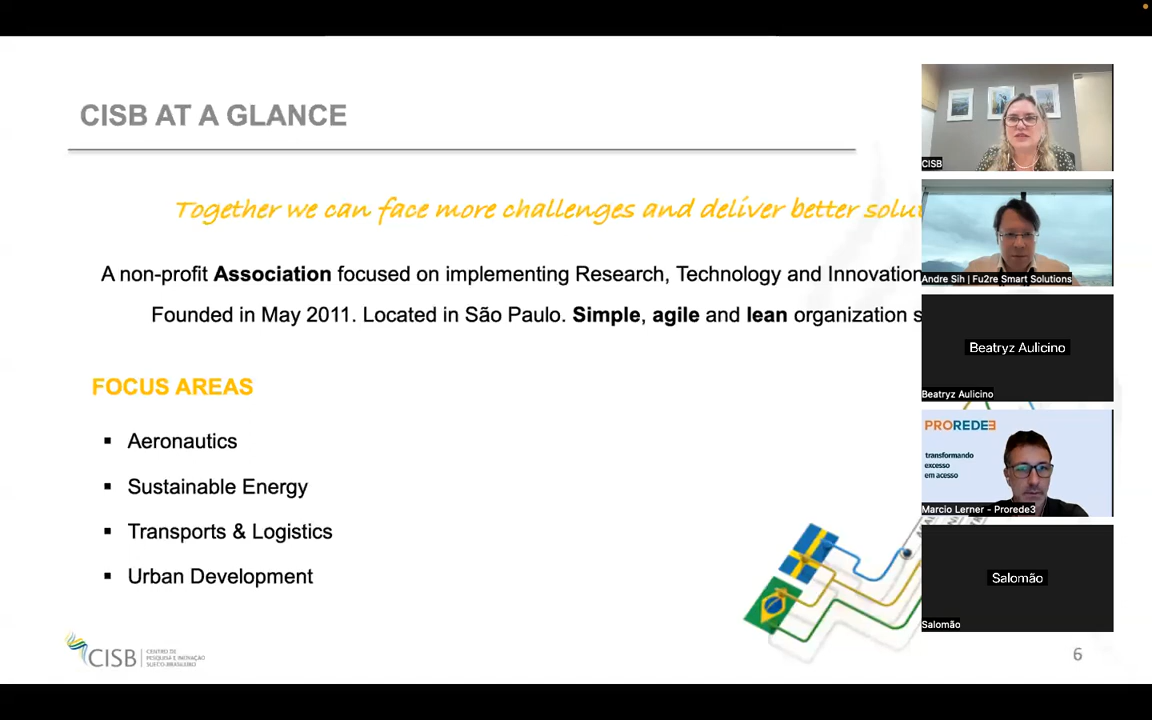 CISB AT A GLANCE
Together we can face more challenges and deliver better solut
A non-profit Association focused on implementing Research, Technology and Innovation
Founded in May 2011. Located in São Paulo. Simple, agile and lean organization s
FOCUS AREAS
▪ Aeronautics
▪ Sustainable Energy
▪ Transports & Logistics
▪ Urban Development
CISB
CENTRO DE
PESQUISA E INOVAÇÃO
SUECO-BRASILEIRO
6
CISB
Andre Sih | Fu2re Smart Solutions
Beatryz Aulicino
Beatryz Aulicino
PROREDE3
transformando
excesso
em acesso
Marcio Lerner - Prorede3
Salomão
Salomão